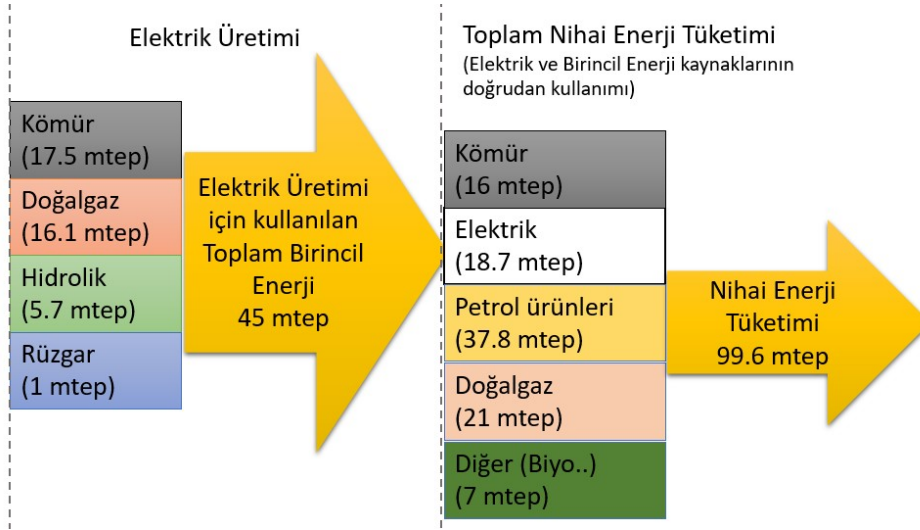 Elektrik Üretimi
Kömür
(17.5 mtep)
Doğalgaz
(16.1 mtep)
Hidrolik
(5.7 mtep)
Rüzgar
(1 mtep)
Elektrik Üretimi
için kullanılan
Toplam Birincil
Enerji
45 mtep
Toplam Nihai Enerji Tüketimi
(Elektrik ve Birincil Enerji kaynaklarının
doğrudan kullanımı)
Kömür
(16 mtep)
Elektrik
(18.7 mtep)
Petrol ürünleri
(37.8 mtep)
Doğalgaz
(21 mtep)
Diğer (Biyo..)
(7 mtep)
Nihai Enerji
Tüketimi
99.6 mtep